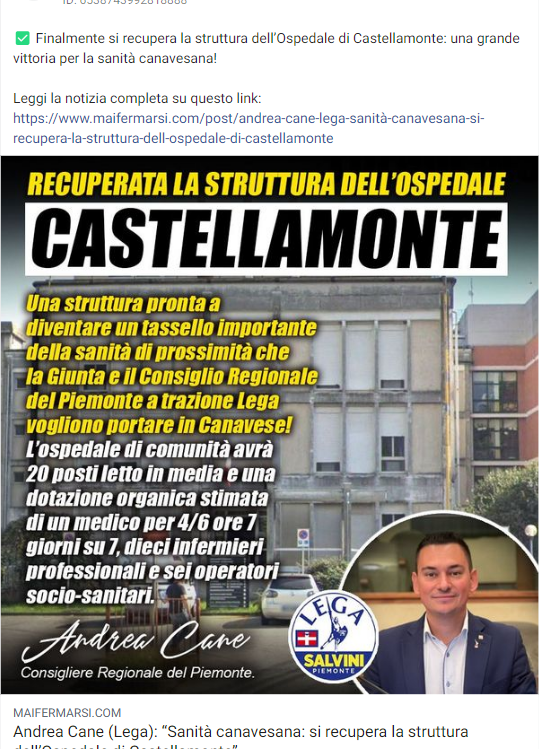 ✅ Finalmente si recupera la struttura dell'Ospedale di Castellamonte: una grande
vittoria per la sanità canavesana!
Leggi la notizia completa su questo link:
https://www.maifermarsi.com/post/andrea-cane-lega-sanità-canavesana-si-
recupera-la-struttura-dell-ospedale-di-castellamonte
RECUPERATA LA STRUTTURA DELL'OSPEDALE
CASTELLAMONTE
Una struttura pronta a
diventare un tassello importante
della sanità di prossimità che
la Giunta e il Consiglio Regionale
del Piemonte a trazione Lega
vogliono portare in Canavese!
L'ospedale di comunità avrà
20 posti letto in media e una
dotazione organica stimata
di un medico per 4/6 ore 7
giorni su 7, dieci infermieri
professionali e sei operatori
socio-sanitari.
Andrea Cane
Consigliere Regionale del Piemonte.
LEGA
SALVINI
PIEMONTE
MAIFERMARSI.COM
Andrea Cane (Lega): “Sanità canavesana: si recupera la struttura
dell'Ospedale di Castellamonte”